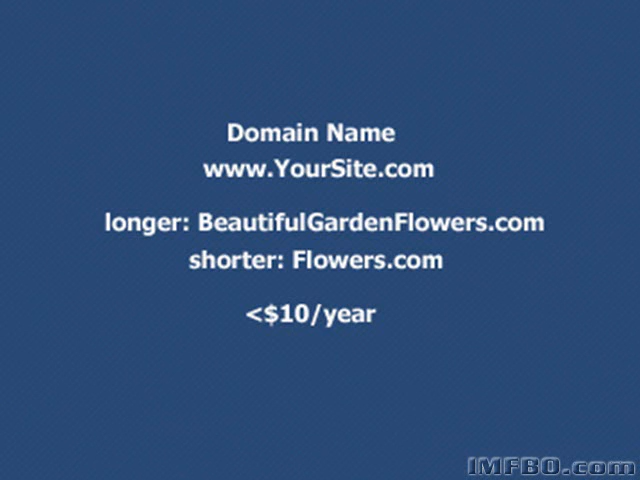 Domain Name
www.YourSite.com
longer: BeautifulGardenFlowers.com
shorter: Flowers.com
<$10/year
IMFBO.com